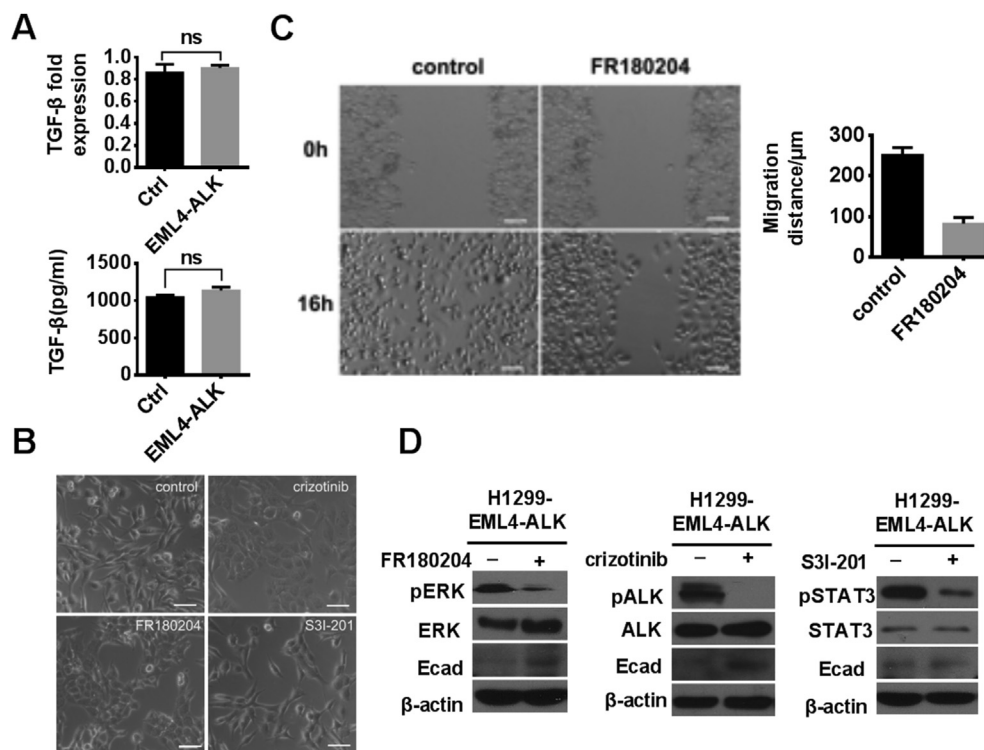 A
TGF-β fold
expression
1.0
0.8
0.6
0.4
0.2
0.0
ns
Ctrl
EML4-ALK
TGF-β(pg/ml)
1500
1000
500
0
ns
Ctrl
EML4-ALK
B
control
crizotinib
FR180204
S3I-201
C
control
FR180204
0h
16h
Migration
distance/μm
300
200
100
0
control
FR180204
D
H1299-
EML4-ALK
FR180204 – +
pERK
ERK
Ecad
β-actin
H1299-
EML4-ALK
crizotinib – +
pALK
ALK
Ecad
β-actin
H1299-
EML4-ALK
S3I-201 – +
pSTAT3
STAT3
Ecad
β-actin